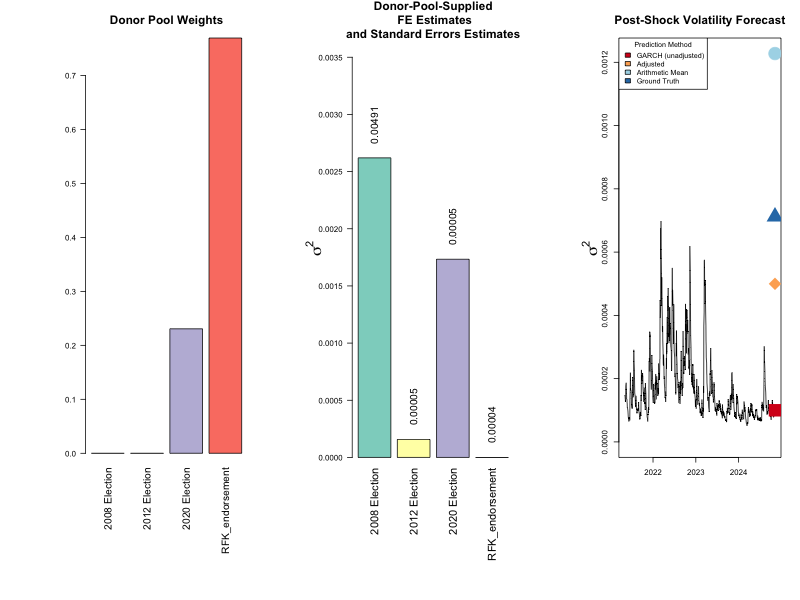 Donor Pool Weights
0.7
0.6
0.5
0.4
0.3
0.2
0.1
0.0
2008 Election
2012 Election
2020 Election
RFK_endorsement
Donor-Pool-Supplied
FE Estimates
and Standard Errors Estimates
σ²
0.0035
0.0030
0.0025
0.0020
0.0015
0.0010
0.0005
0.0000
0.00491
0.00005
0.00005
0.00004
2008 Election
2012 Election
2020 Election
RFK_endorsement
Post-Shock Volatility Forecast
Prediction Method
GARCH (unadjusted)
Adjusted
Arithmetic Mean
Ground Truth
σ²
0.0012
0.0010
0.0008
0.0006
0.0004
0.0002
0.0000
2022
2023
2024